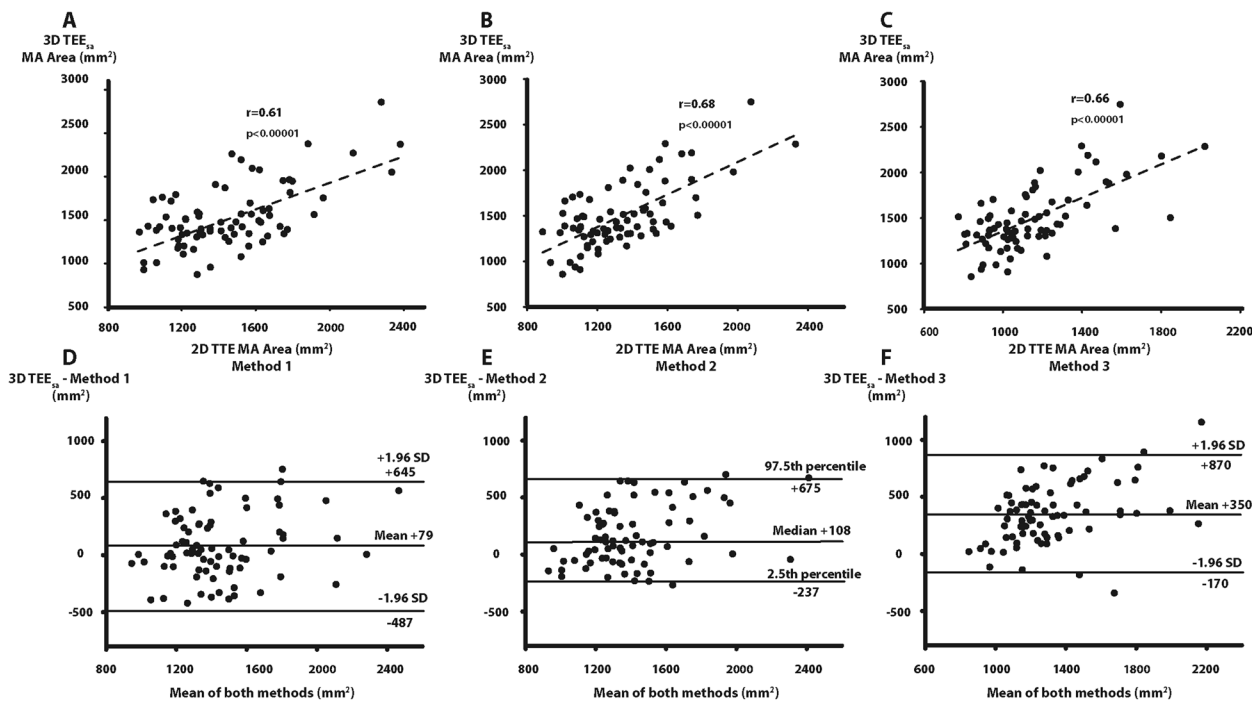 A
3D TEEsa
MA Area (mm²)
3000
2500
2000
1500
1000
500
r=0.61
p<0.00001
800
1200
1600
2000
2400
2D TTE MA Area (mm²)
Method 1
B
3D TEEsa
MA Area (mm²)
3000
2500
2000
1500
1000
500
r=0.68
p<0.00001
800
1200
1600
2000
2400
2D TTE MA Area (mm²)
Method 2
C
3D TEEsa
MA Area (mm²)
3000
2500
2000
1500
1000
500
r=0.66
p<0.00001
600
1000
1400
1800
2200
2D TTE MA Area (mm²)
Method 3
D
3D TEEsa - Method 1
(mm²)
1000
500
0
-500
+1.96 SD
+645
Mean +79
-1.96 SD
-487
800
1200
1600
2000
2400
Mean of both methods (mm²)
E
3D TEEsa - Method 2
(mm²)
1000
500
0
-500
97.5th percentile
+675
Median +108
2.5th percentile
-237
800
1200
1600
2000
2400
Mean of both methods (mm²)
F
3D TEEsa - Method 3
(mm²)
1000
500
0
-500
+1.96 SD
+870
Mean +350
-1.96 SD
-170
600
1000
1400
1800
2200
Mean of both methods (mm²)